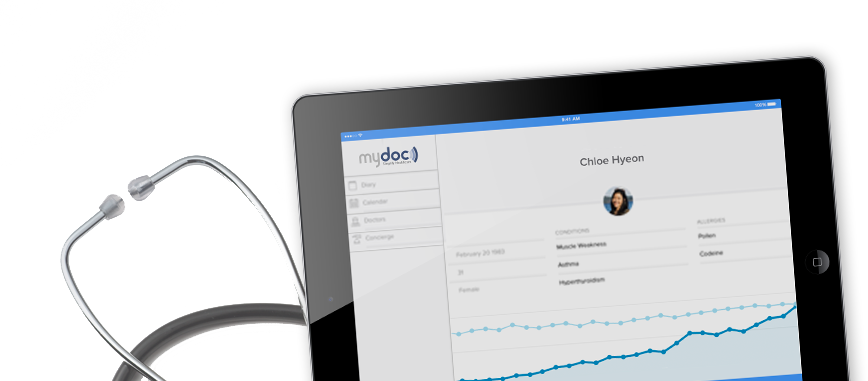 9:41 AM
100%
mydoc
Chloe Hyeon
Diary
Calendar
Doctors
Concierge
February 20 1983
31
Female
CONDITIONS
Muscle Weakness
Asthma
Hyperthyroidism
ALLERGIES
Pollen
Codeine